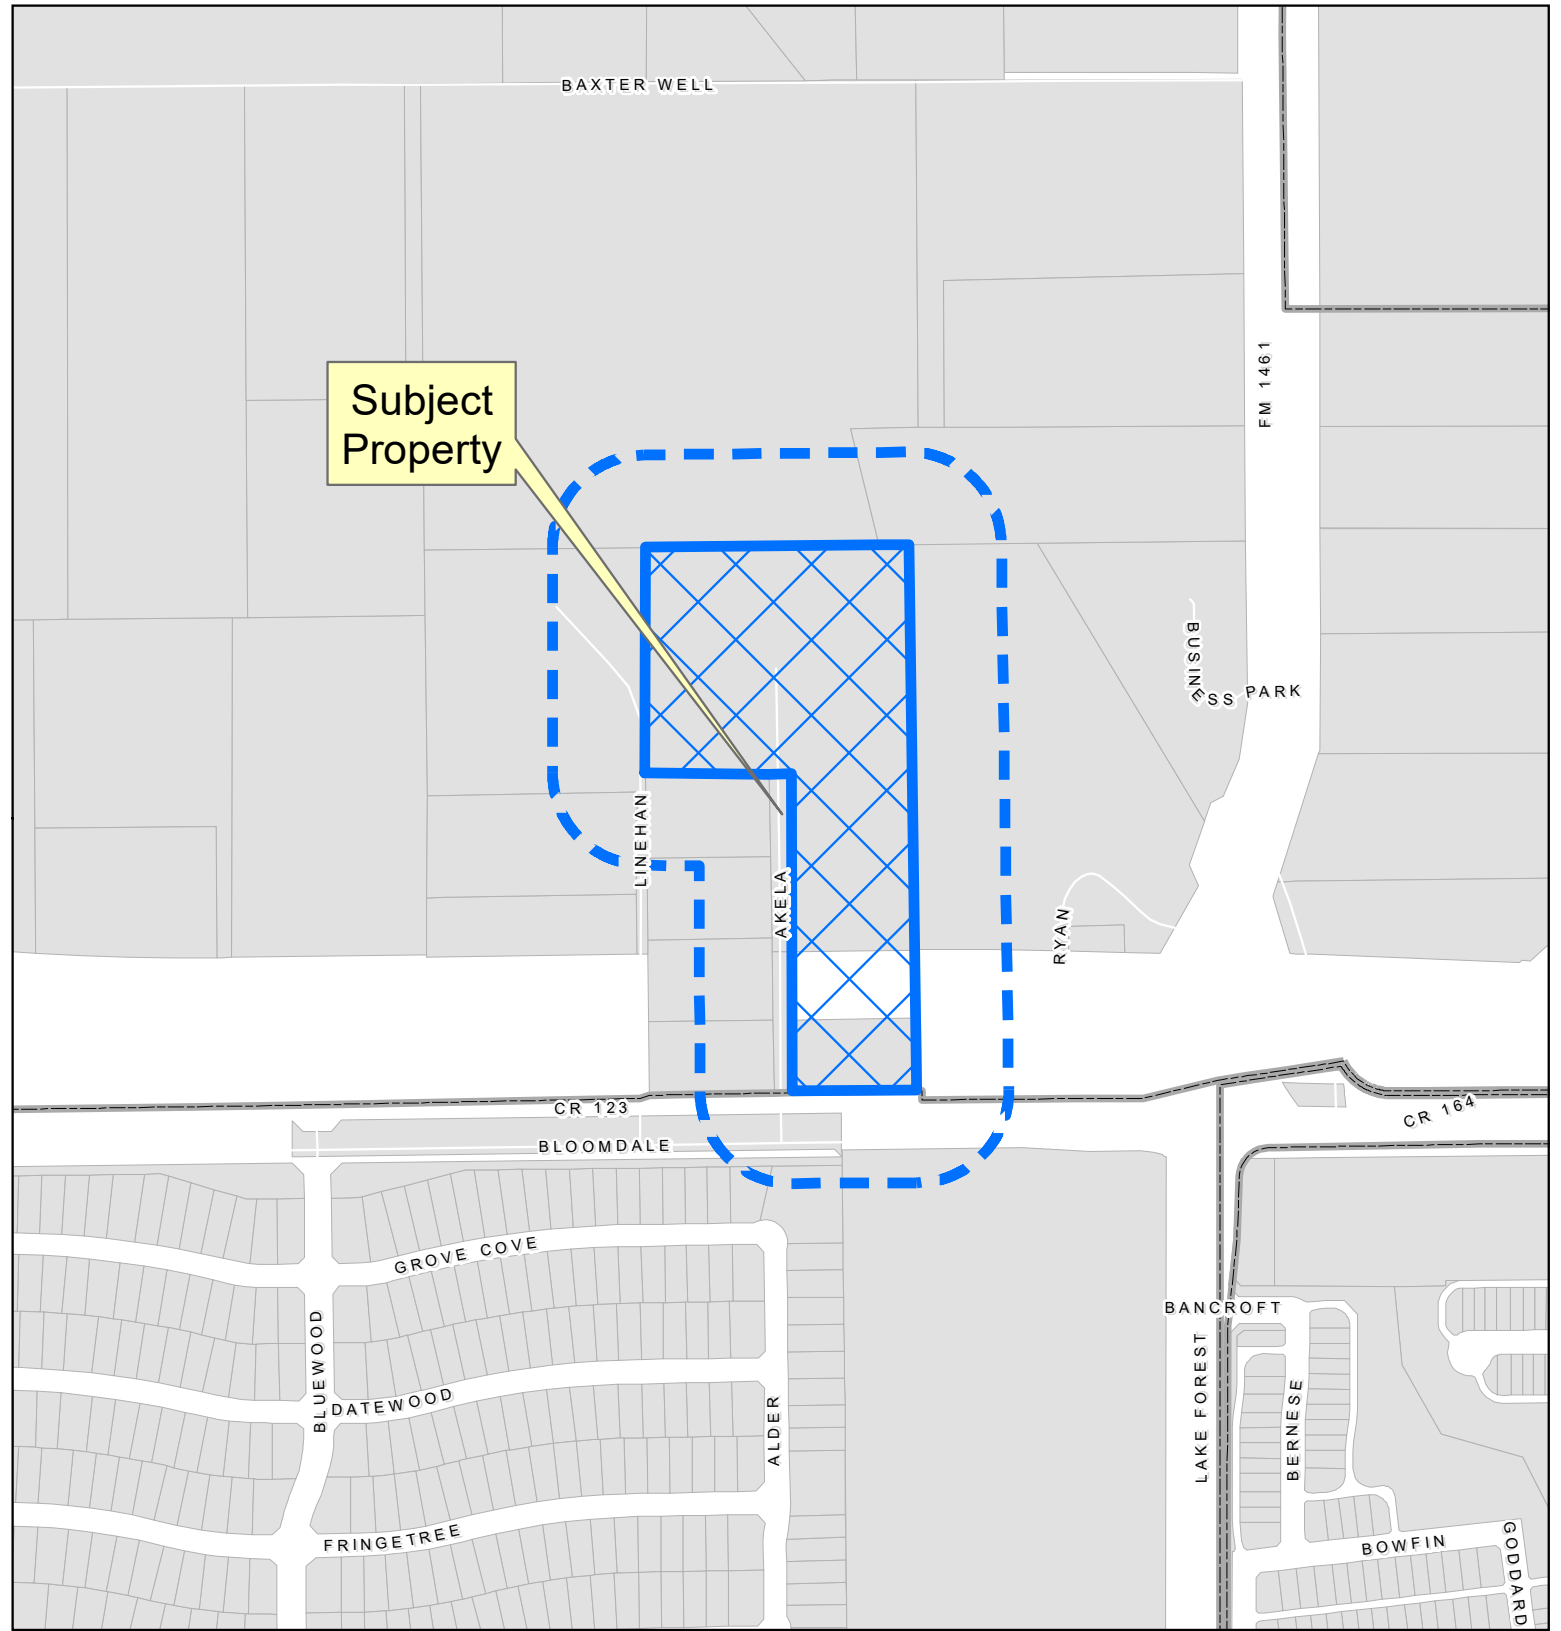 BAXTER WELL
FM 1461
Subject
Property
BUSINESS PARK
LINEHAN
AKELA
RYAN
CR 123
CR 164
BLOOMDALE
GROVE COVE
BANCROFT
BLUEWOOD
LAKE FOREST
DATEWOOD
ALDER
BERNESE
FRINGETREE
BOWFIN
GODDARD